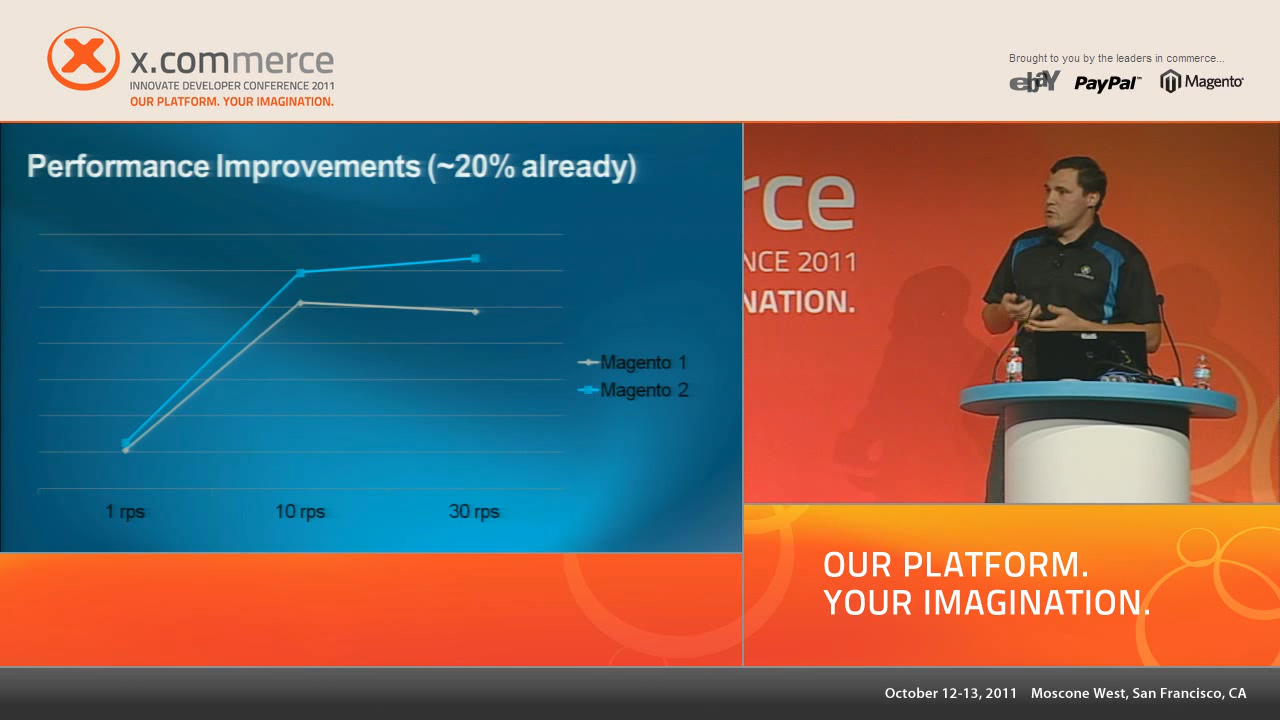 x.commerce
INNOVATE DEVELOPER CONFERENCE 2011
OUR PLATFORM. YOUR IMAGINATION.
Brought to you by the leaders in commerce...
ebaY
PayPal™
Magento®
Performance Improvements (~20% already)
Magento 1
Magento 2
1 rps
10 rps
30 rps
rce
NCE 2011
NATION.
OUR PLATFORM.
YOUR IMAGINATION.
October 12-13, 2011 Moscone West, San Francisco, CA